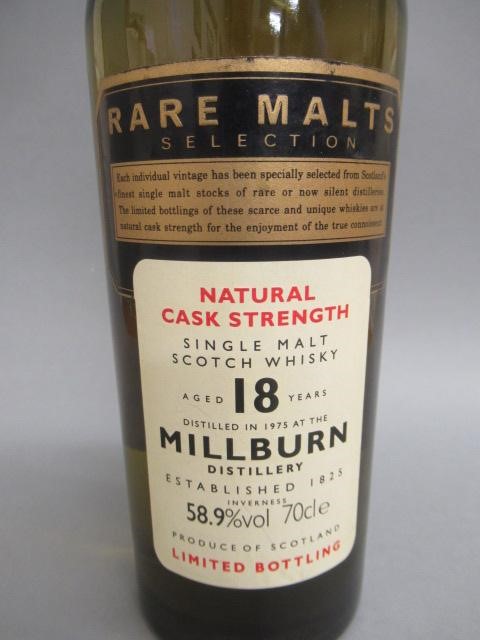 RARE MALTS
SELECTION
Each individual vintage has been specially selected from Scotland's
finest single malt stocks of rare or now silent distilleries.
The limited bottlings of these scarce and unique whiskies are at
natural cask strength for the enjoyment of the true connoisseur.
NATURAL
CASK STRENGTH
SINGLE MALT
SCOTCH WHISKY
AGED 18 YEARS
DISTILLED IN 1975 AT THE
MILLBURN
DISTILLERY
ESTABLISHED 1825
INVERNESS
58.9%vol 70cle
PRODUCE OF SCOTLAND
LIMITED BOTTLING